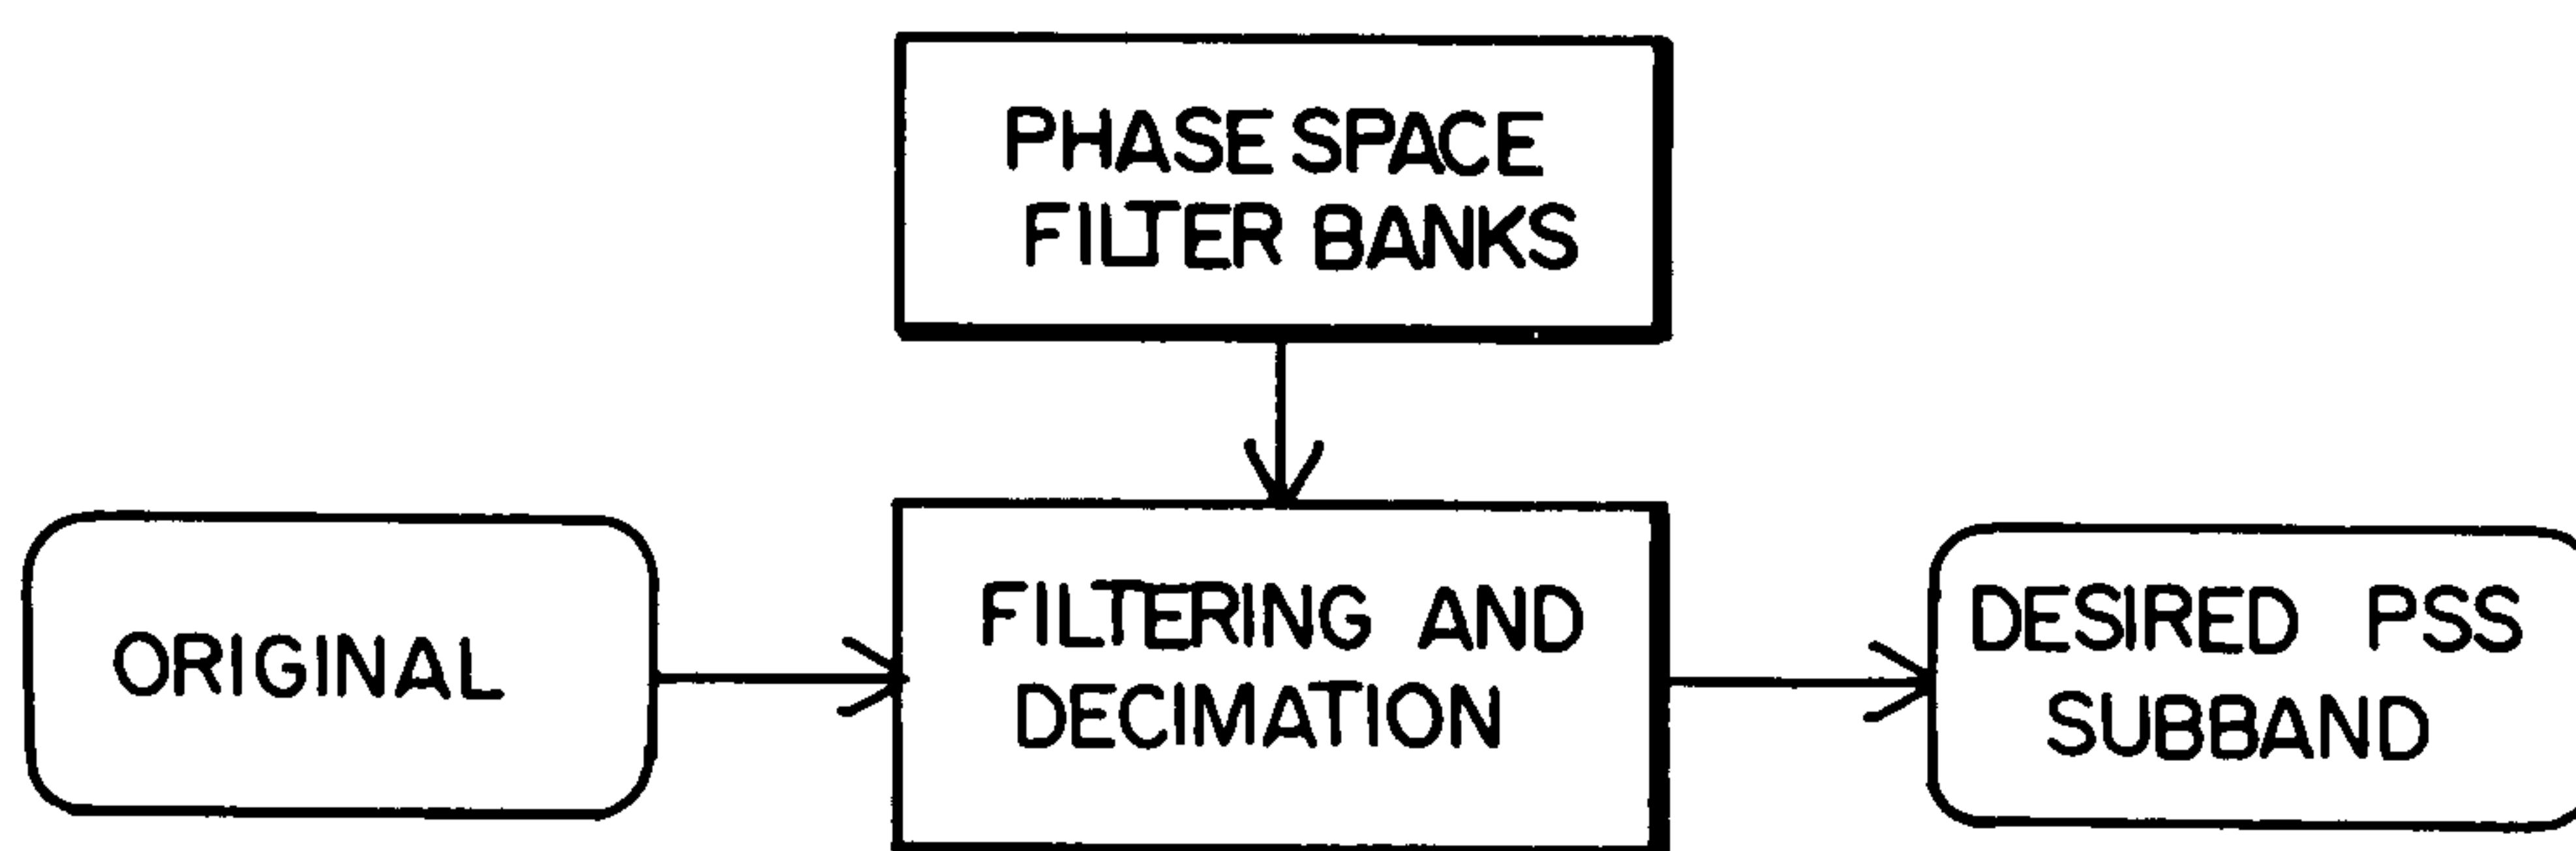 PHASE SPACE
FILTER BANKS
ORIGINAL
FILTERING AND
DECIMATION
DESIRED PSS
SUBBAND